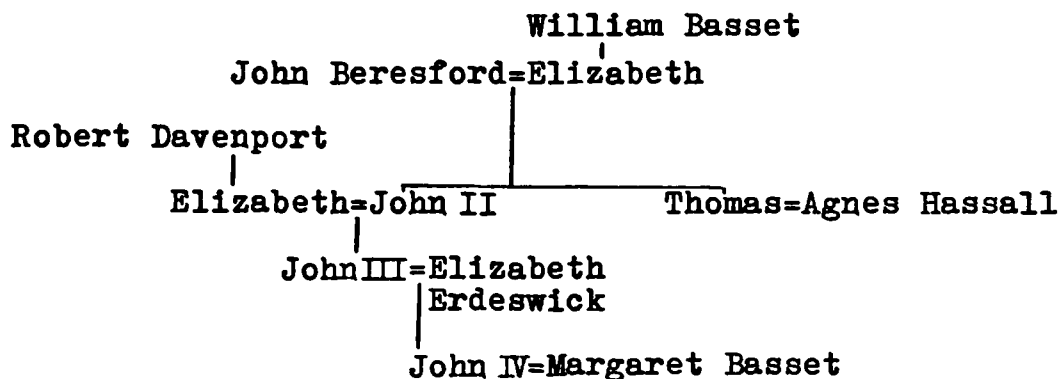 William Basset
John Beresford=Elizabeth
Robert Davenport
Elizabeth=John II Thomas=Agnes Hassall
John III=Elizabeth
Erdeswick
John IV=Margaret Basset